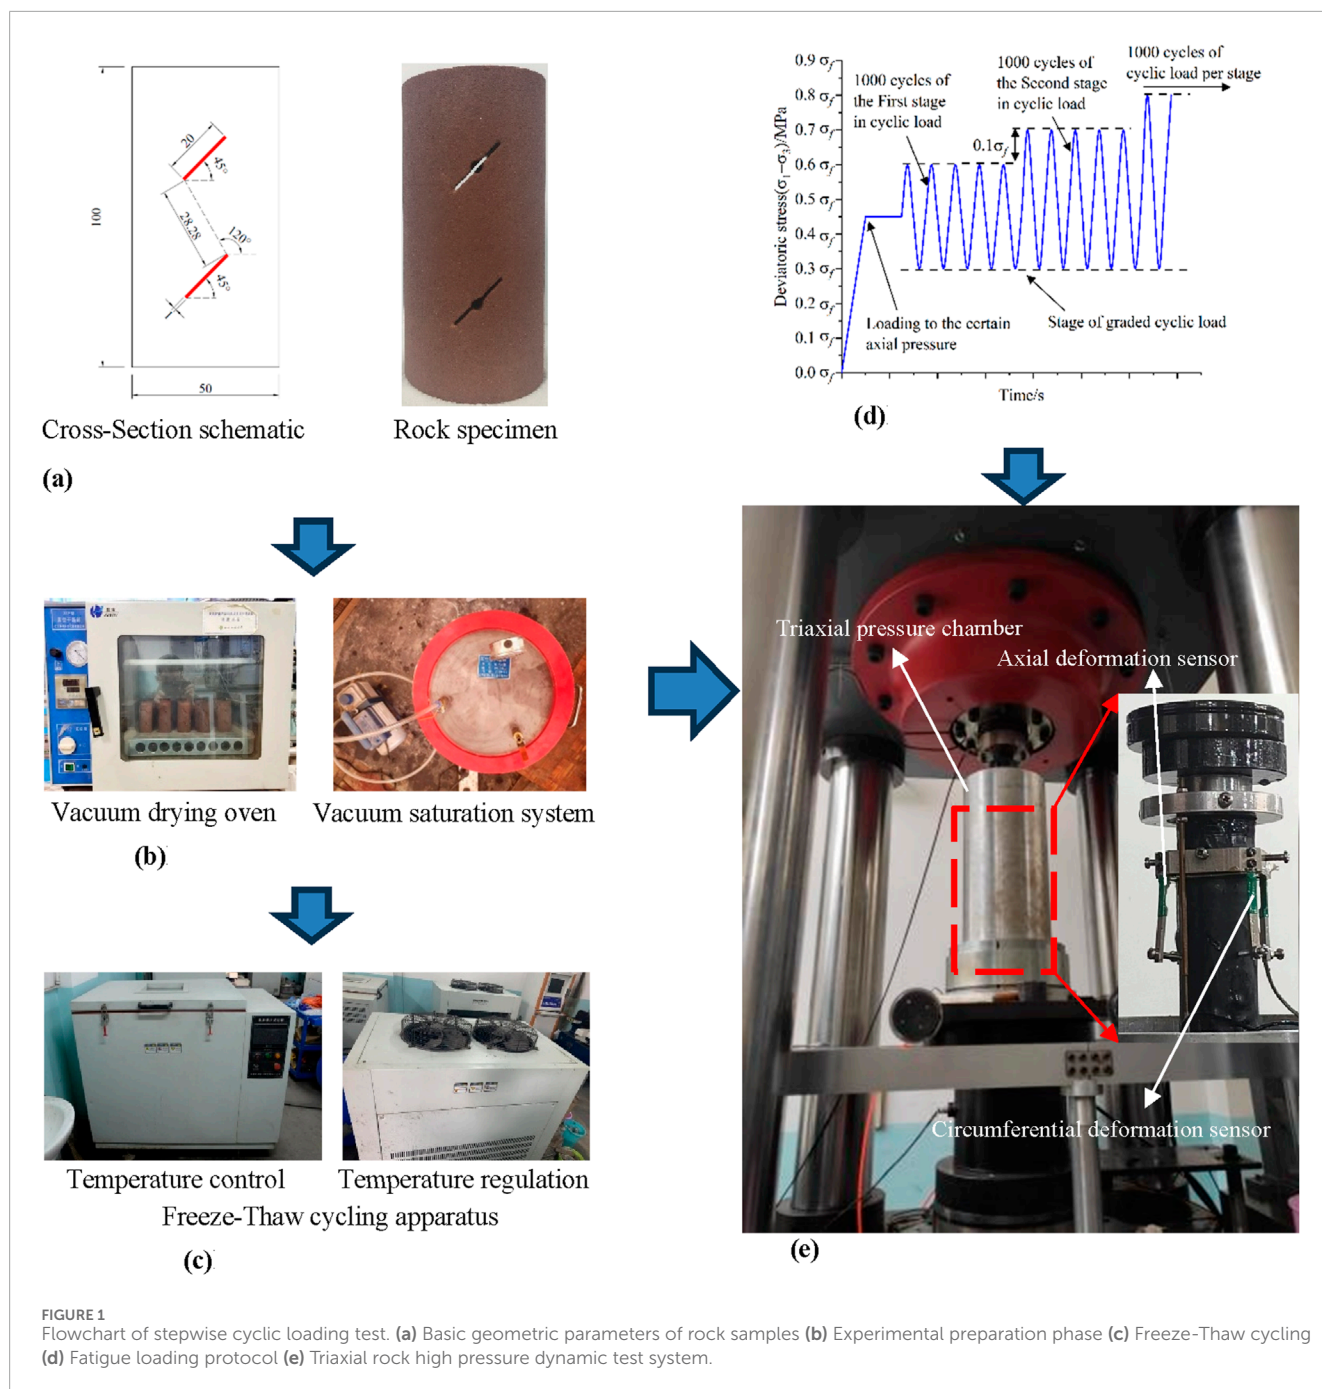 100
20
45°
28.28
120°
45°
50
Cross-Section schematic
Rock specimen
(a)
Deviatoric stress(σ1−σ3)/MPa
0.9 σf
0.8 σf
0.7 σf
0.6 σf
0.5 σf
0.4 σf
0.3 σf
0.2 σf
0.1 σf
0.0 σf
1000 cycles of
the First stage
in cyclic load
1000 cycles of
the Second stage
in cyclic load
1000 cycles of
cyclic load per stage
0.1σf
Loading to the certain
axial pressure
Stage of graded cyclic load
Time/s
(d)
Vacuum drying oven
Vacuum saturation system
(b)
Temperature control
Temperature regulation
Freeze-Thaw cycling apparatus
(c)
Triaxial pressure chamber
Axial deformation sensor
Circumferential deformation sensor
(e)
FIGURE 1
Flowchart of stepwise cyclic loading test. (a) Basic geometric parameters of rock samples (b) Experimental preparation phase (c) Freeze-Thaw cycling
(d) Fatigue loading protocol (e) Triaxial rock high pressure dynamic test system.